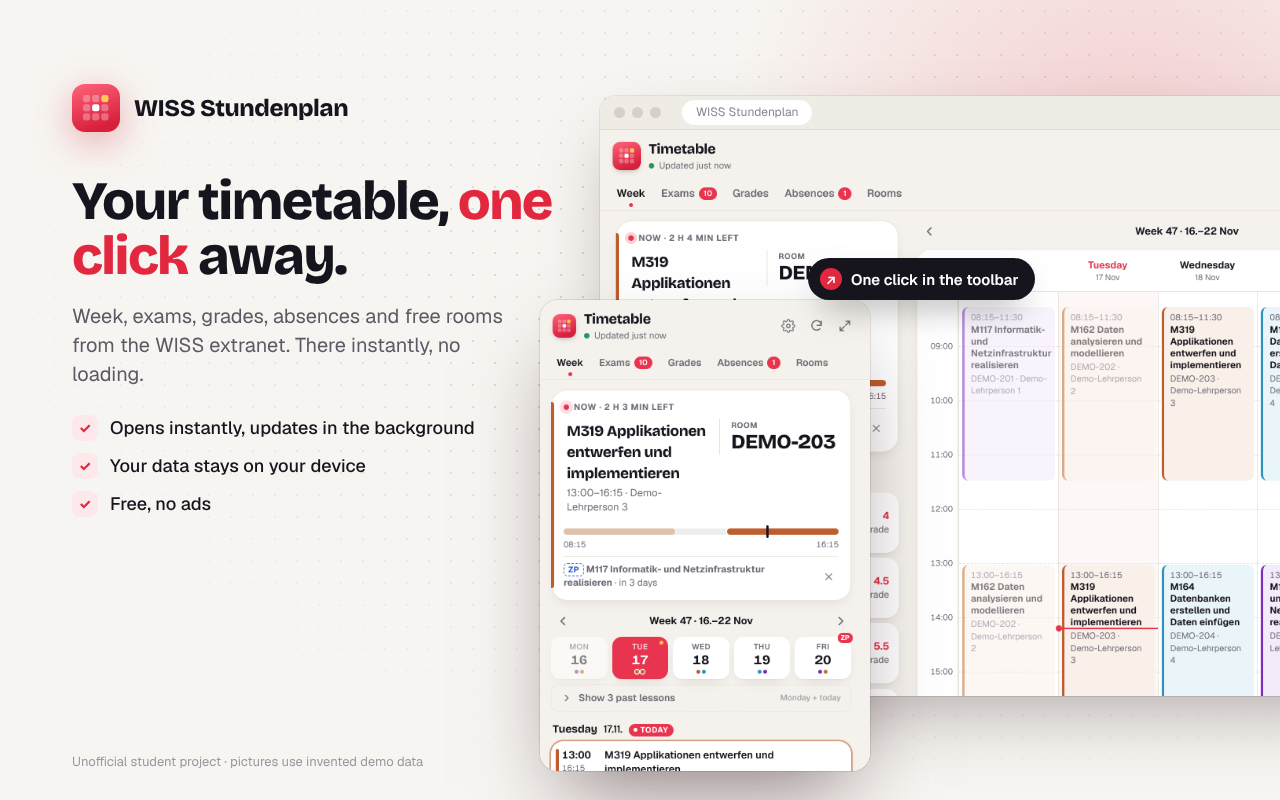 WISS Stundenplan
Your timetable, one
click away.
Week, exams, grades, absences and free rooms
from the WISS extranet. There instantly, no
loading.
Opens instantly, updates in the background
Your data stays on your device
Free, no ads
Unofficial student project · pictures use invented demo data
WISS Stundenplan
Timetable
Updated just now
Week
Exams 10
Grades
Absences 1
Rooms
NOW · 2 H 4 MIN LEFT
M319
Applikationen
ROOM
One click in the toolbar
16:15
4
4.5
5.5
Week 47 · 16.–22 Nov
Tuesday
17 Nov
Wednesday
18 Nov
09:00
10:00
11:00
12:00
13:00
14:00
15:00
08:15–11:30
M117 Informatik-
und
Netzinfrastruktur
realisieren
DEMO-201 · Demo-
Lehrperson 1
08:15–11:30
M162 Daten
analysieren und
modellieren
DEMO-202 ·
Demo-Lehrperson
2
08:15–11:30
M319
Applikationen
entwerfen und
implementieren
DEMO-203 ·
Demo-Lehrperson
3
13:00–16:15
M162 Daten
analysieren und
modellieren
DEMO-202 ·
Demo-Lehrperson
2
13:00–16:15
M319
Applikationen
entwerfen und
implementieren
DEMO-203 ·
Demo-Lehrperson
3
13:00–16:15
M164
Datenbanken
erstellen und
Daten einfügen
DEMO-204 ·
Demo-Lehrperson
4
Timetable
Updated just now
Week
Exams 10
Grades
Absences 1
Rooms
NOW · 2 H 3 MIN LEFT
M319 Applikationen
entwerfen und
implementieren
13:00–16:15 · Demo-
Lehrperson 3
ROOM
DEMO-203
08:15
16:15
ZP M117 Informatik- und Netzinfrastruktur
realisieren · in 3 days
Week 47 · 16.–22 Nov
MON
16
TUE
17
WED
18
THU
19
FRI
20
ZP
Show 3 past lessons
Monday + today
Tuesday 17.11. TODAY
13:00
16:15
M319 Applikationen entwerfen und
implementieren